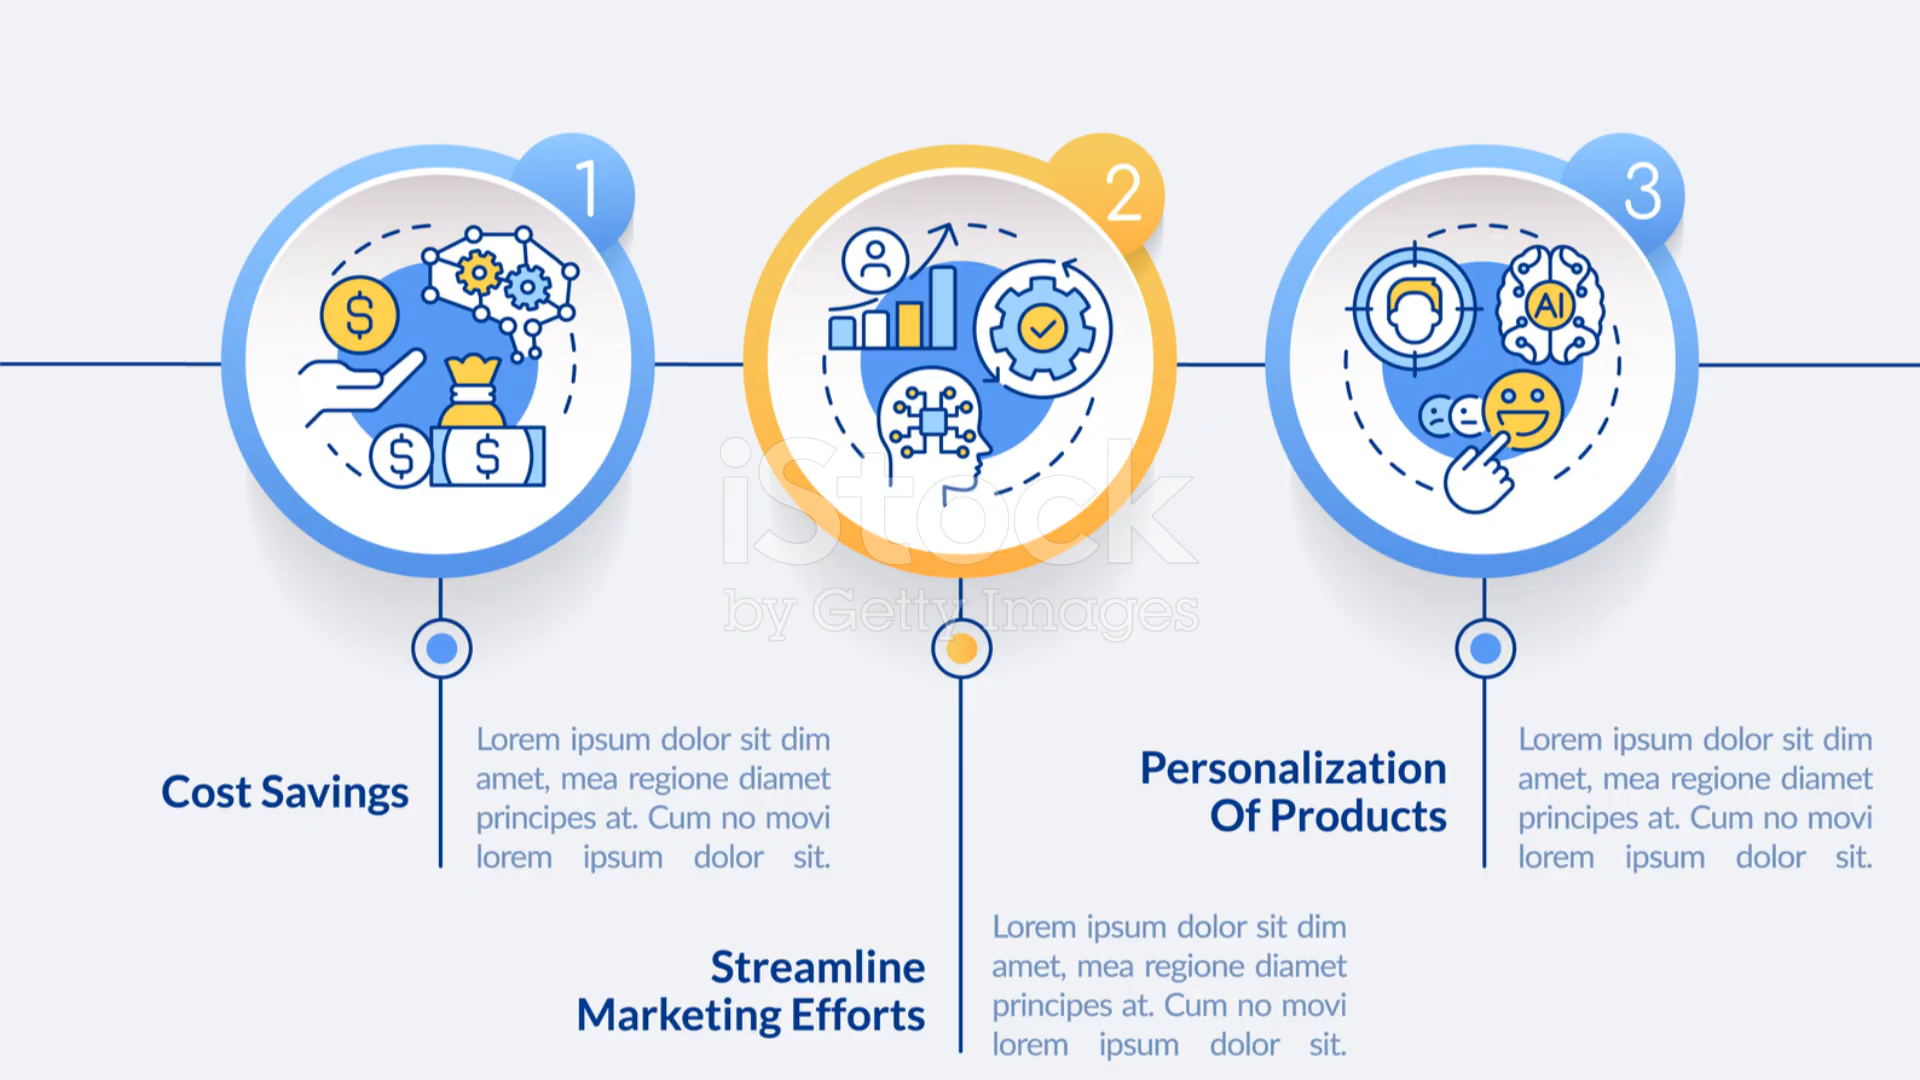 1
2
3
$
$
$
AI
iStock
by Getty Images
Cost Savings
Lorem ipsum dolor sit dim
amet, mea regione diamet
principes at. Cum no movi
lorem ipsum dolor sit.
Streamline
Marketing Efforts
Lorem ipsum dolor sit dim
amet, mea regione diamet
principes at. Cum no movi
lorem ipsum dolor sit.
Personalization
Of Products
Lorem ipsum dolor sit dim
amet, mea regione diamet
principes at. Cum no movi
lorem ipsum dolor sit.